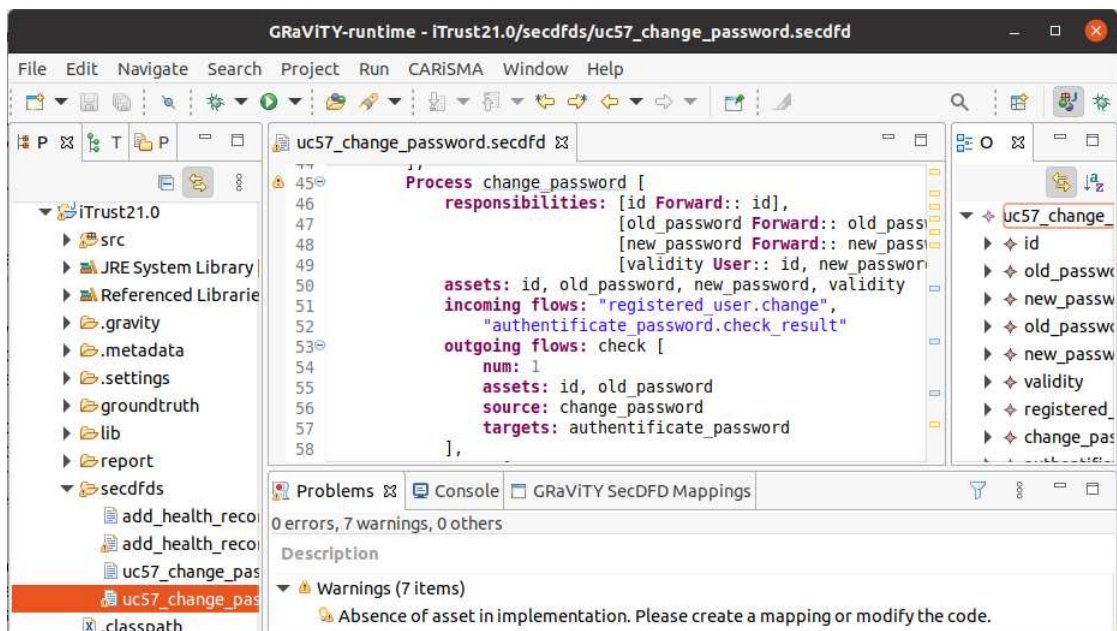 GRaViTY-runtime - iTrust21.0/secdfds/uc57_change_password.secdfd
File Edit Navigate Search Project Run CARiSMA Window Help
P T P
uc57_change_password.secdfd
O
iTrust21.0
src
JRE System Library
Referenced Librarie
.gravity
.metadata
.settings
groundtruth
lib
report
secdfds
add_health_recor
add_health_recor
uc57_change_pas
uc57_change_pas
.classpath
45 Process change_password [
46 responsibilities: [id Forward:: id],
47 [old_password Forward:: old_passw
48 [new_password Forward:: new_passw
49 [validity User:: id, new_password
50 assets: id, old_password, new_password, validity
51 incoming flows: "registered_user.change",
52 "authentificate_password.check_result"
53 outgoing flows: check [
54 num: 1
55 assets: id, old_password
56 source: change_password
57 targets: authentificate_password
58 ],
uc57_change_
id
old_passwo
new_passw
old_passwo
new_passw
validity
registered_
change_pas
Problems Console GRaViTY SecDFD Mappings
0 errors, 7 warnings, 0 others
Description
Warnings (7 items)
Absence of asset in implementation. Please create a mapping or modify the code.